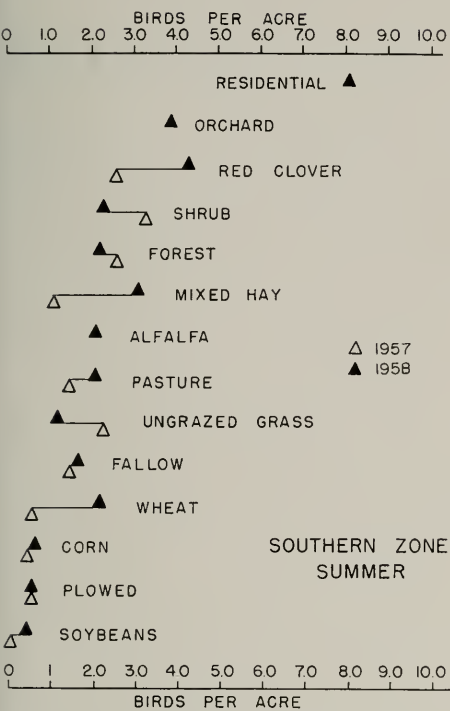 BIRDS PER ACRE
0 1.0 2.0 3.0 4.0 5.0 6.0 7.0 8.0 9.0 10.0
RESIDENTIAL
ORCHARD
RED CLOVER
SHRUB
FOREST
MIXED HAY
ALFALFA
△ 1957
▲ 1958
PASTURE
UNGRAZED GRASS
FALLOW
WHEAT
CORN
SOUTHERN ZONE
SUMMER
PLOWED
SOYBEANS
0 1.0 2.0 3.0 4.0 5.0 6.0 7.0 8.0 9.0 10.0
BIRDS PER ACRE